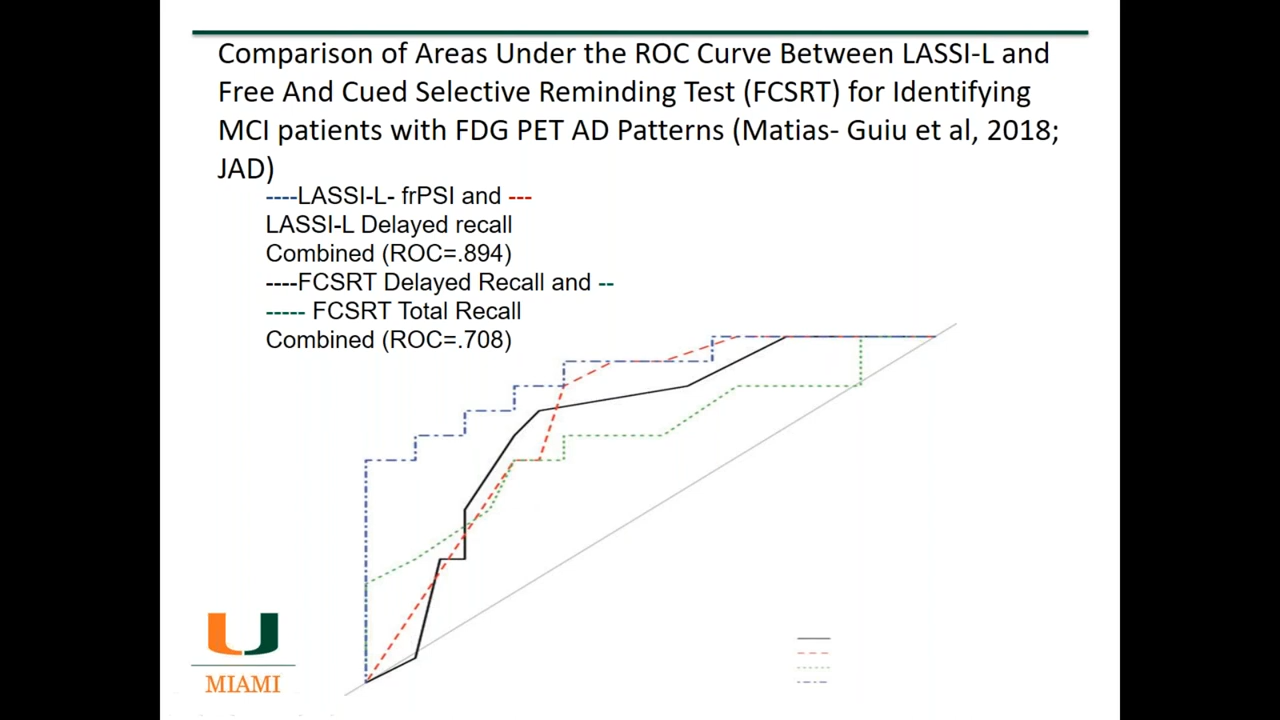 Comparison of Areas Under the ROC Curve Between LASSI-L and
Free And Cued Selective Reminding Test (FCSRT) for Identifying
MCI patients with FDG PET AD Patterns (Matias- Guiu et al, 2018;
JAD)
----LASSI-L- frPSI and ---
LASSI-L Delayed recall
Combined (ROC=.894)
----FCSRT Delayed Recall and --
----- FCSRT Total Recall
Combined (ROC=.708)
U
MIAMI